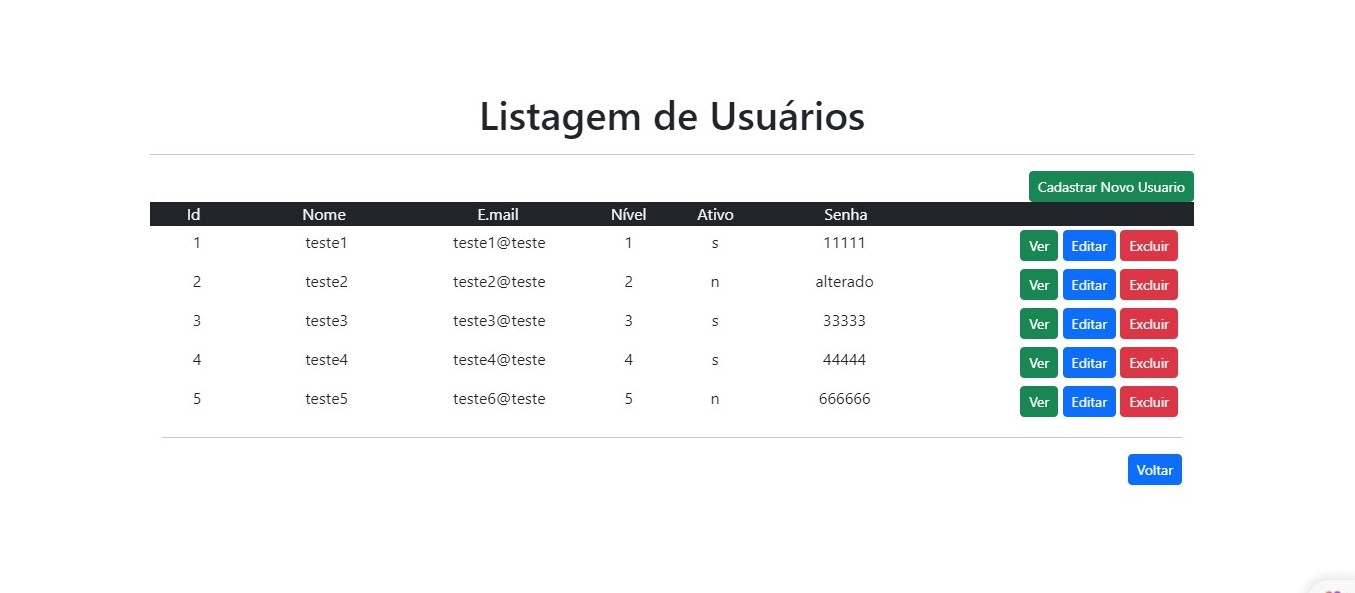 Listagem de Usuários
Cadastrar Novo Usuario
Id Nome E.mail Nível Ativo Senha
1 teste1 teste1@teste 1 s 11111 Ver Editar Excluir
2 teste2 teste2@teste 2 n alterado Ver Editar Excluir
3 teste3 teste3@teste 3 s 33333 Ver Editar Excluir
4 teste4 teste4@teste 4 s 44444 Ver Editar Excluir
5 teste5 teste6@teste 5 n 666666 Ver Editar Excluir
Voltar